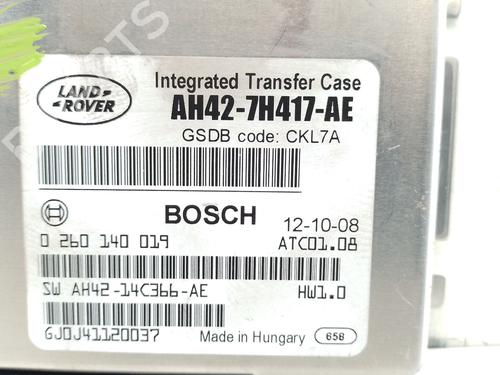 PARTS
LAND-
-ROVER
Integrated Transfer Case
AH42-7H417-AE
GSDB code: CKL7A
BOSCH
12-10-08
0 260 140 019
ATC01.08
SW AH42-14C366-AE
HW1.0
GJ0J41120037
Made in Hungary
658